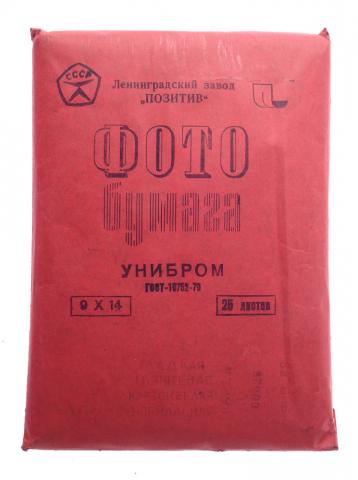 СССР
Ленинградский завод
„ПОЗИТИВ“
ФОТО
бумага
УНИБРОМ
ГОСТ-10752-79
9 X 14
25 листов